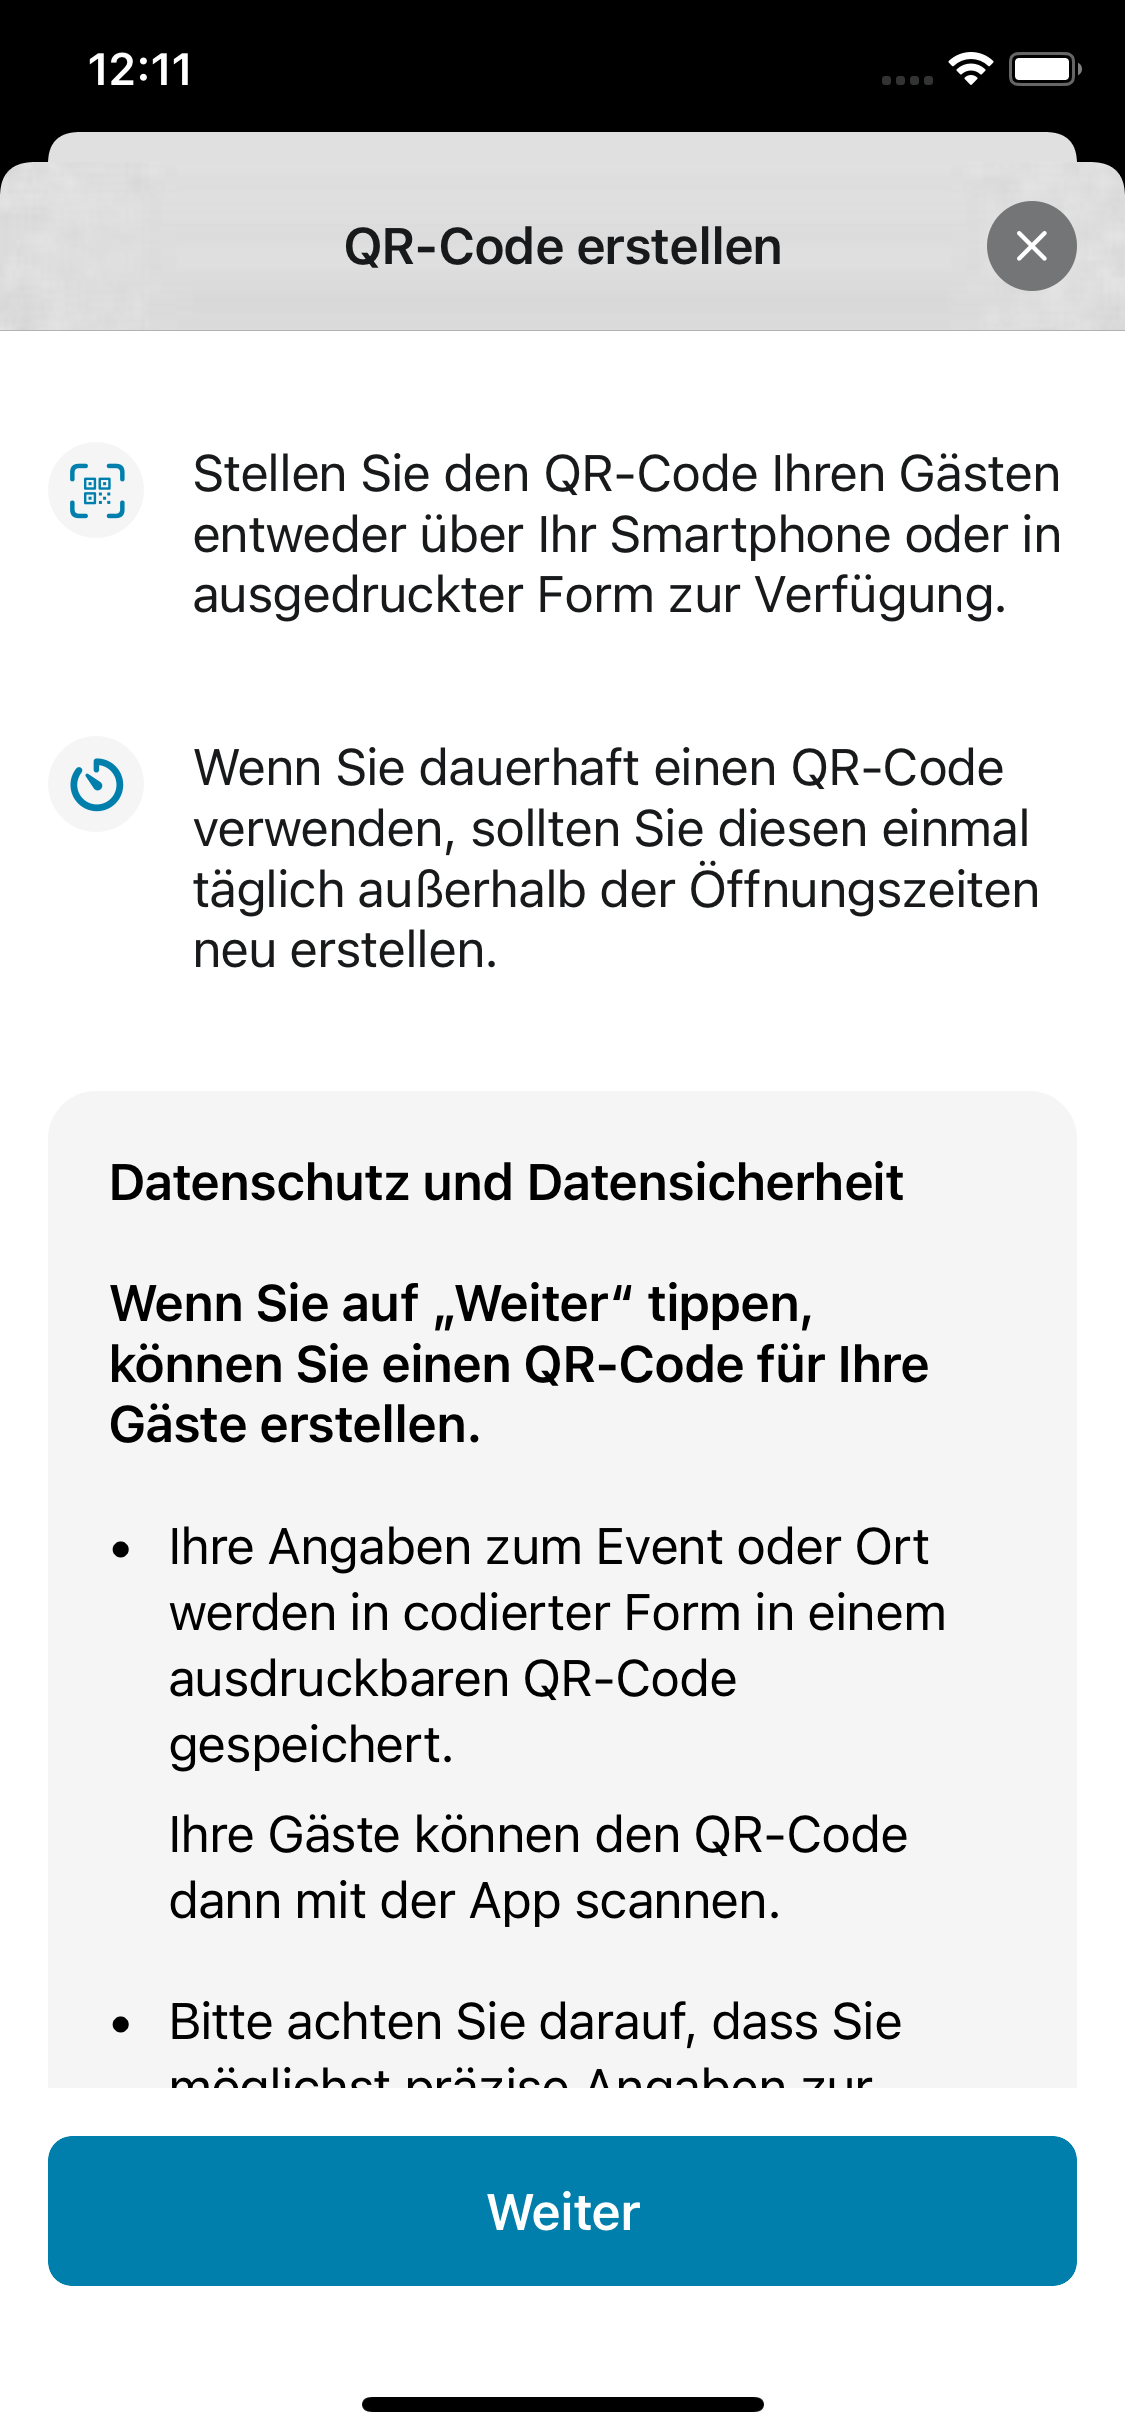 12:11
QR-Code erstellen
Stellen Sie den QR-Code Ihren Gästen
entweder über Ihr Smartphone oder in
ausgedruckter Form zur Verfügung.
Wenn Sie dauerhaft einen QR-Code
verwenden, sollten Sie diesen einmal
täglich außerhalb der Öffnungszeiten
neu erstellen.
Datenschutz und Datensicherheit
Wenn Sie auf „Weiter“ tippen,
können Sie einen QR-Code für Ihre
Gäste erstellen.
• Ihre Angaben zum Event oder Ort
werden in codierter Form in einem
ausdruckbaren QR-Code
gespeichert.
Ihre Gäste können den QR-Code
dann mit der App scannen.
• Bitte achten Sie darauf, dass Sie
möglichst präzise Angaben zur
Weiter